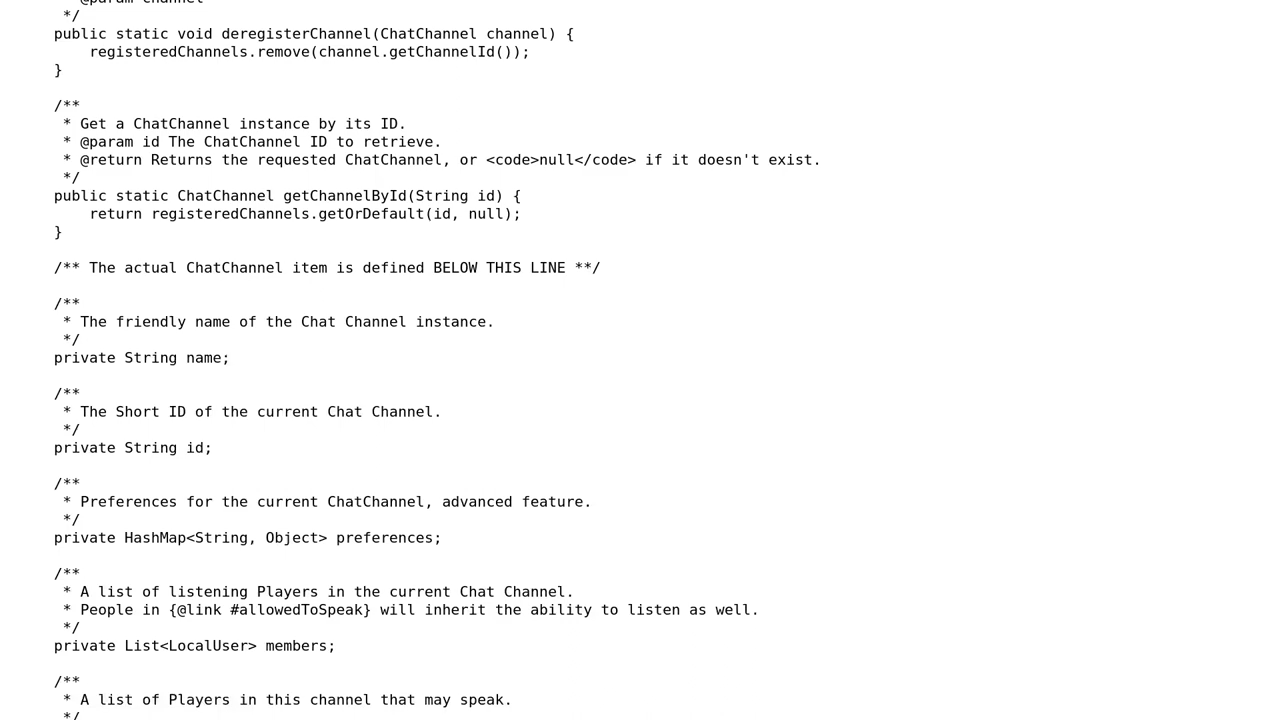 * @param channel
*/
public static void deregisterChannel(ChatChannel channel) {
registeredChannels.remove(channel.getChannelId());
}
/**
* Get a ChatChannel instance by its ID.
* @param id The ChatChannel ID to retrieve.
* @return Returns the requested ChatChannel, or <code>null</code> if it doesn't exist.
*/
public static ChatChannel getChannelById(String id) {
return registeredChannels.getOrDefault(id, null);
}
/** The actual ChatChannel item is defined BELOW THIS LINE **/
/**
* The friendly name of the Chat Channel instance.
*/
private String name;
/**
* The Short ID of the current Chat Channel.
*/
private String id;
/**
* Preferences for the current ChatChannel, advanced feature.
*/
private HashMap<String, Object> preferences;
/**
* A list of listening Players in the current Chat Channel.
* People in {@link #allowedToSpeak} will inherit the ability to listen as well.
*/
private List<LocalUser> members;
/**
* A list of Players in this channel that may speak.
*/